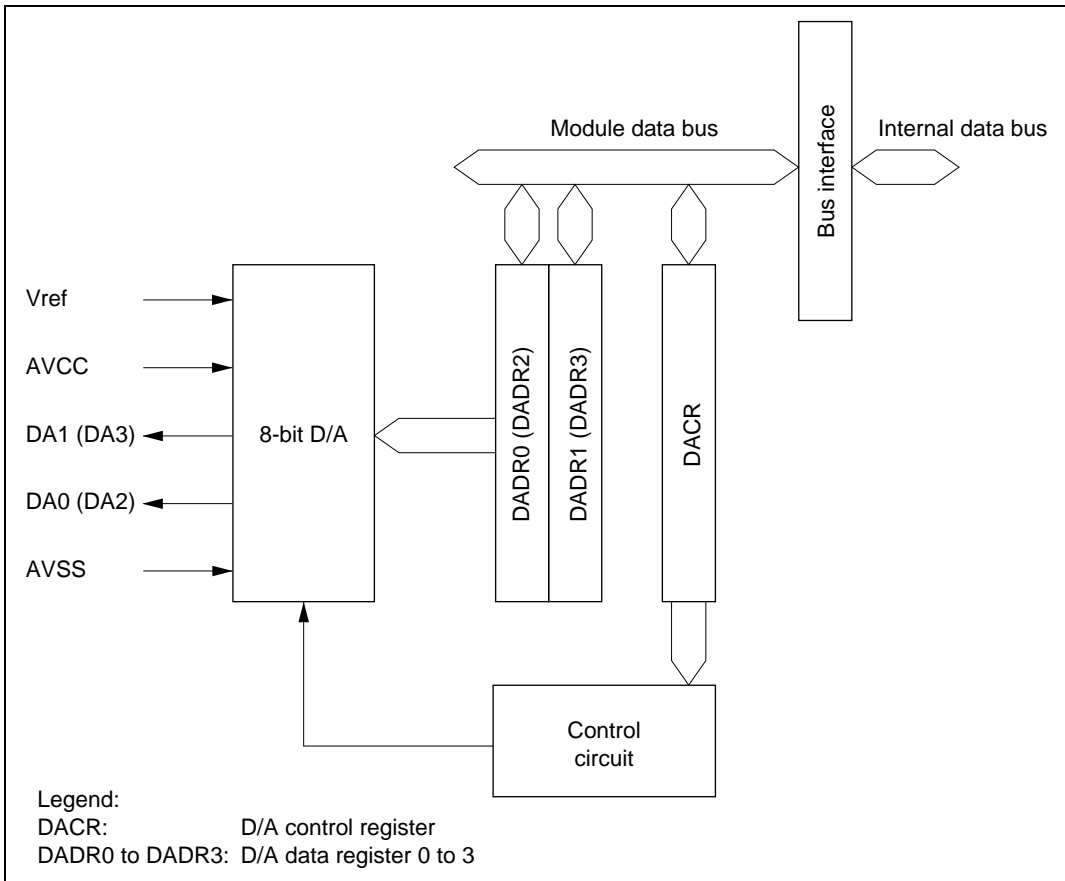 Module data bus
Internal data bus
Bus interface
Vref
AVCC
DA1 (DA3)
DA0 (DA2)
AVSS
8-bit D/A
DADR0 (DADR2)
DADR1 (DADR3)
DACR
Control
circuit
Legend:
DACR: D/A control register
DADR0 to DADR3: D/A data register 0 to 3